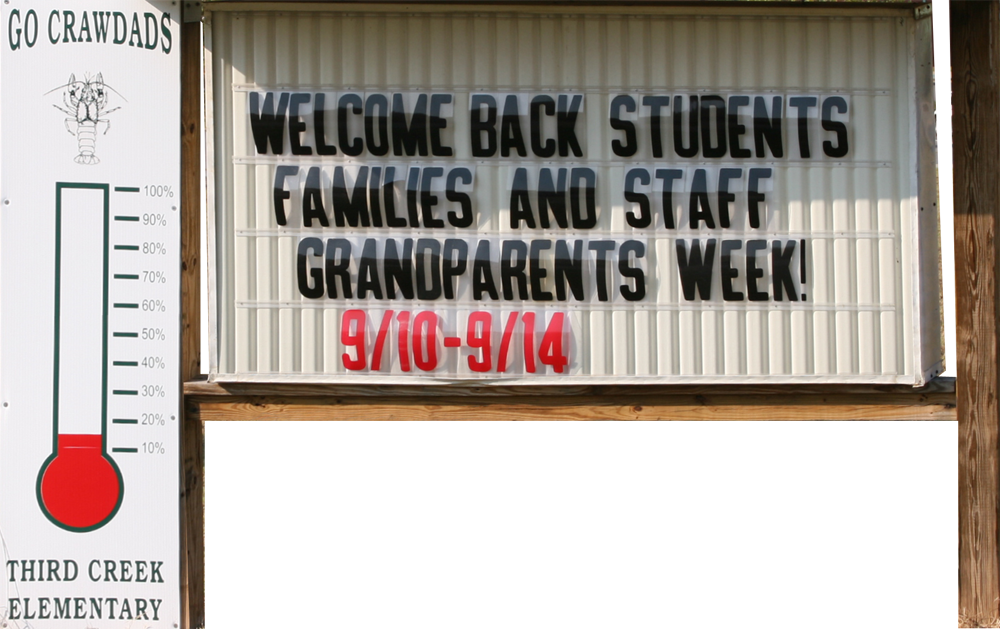 GO CRAWDADS
100%
90%
80%
70%
60%
50%
40%
30%
20%
10%
THIRD CREEK
ELEMENTARY
WELCOME BACK STUDENTS
FAMILIES AND STAFF
GRANDPARENTS WEEK!
9/10-9/14